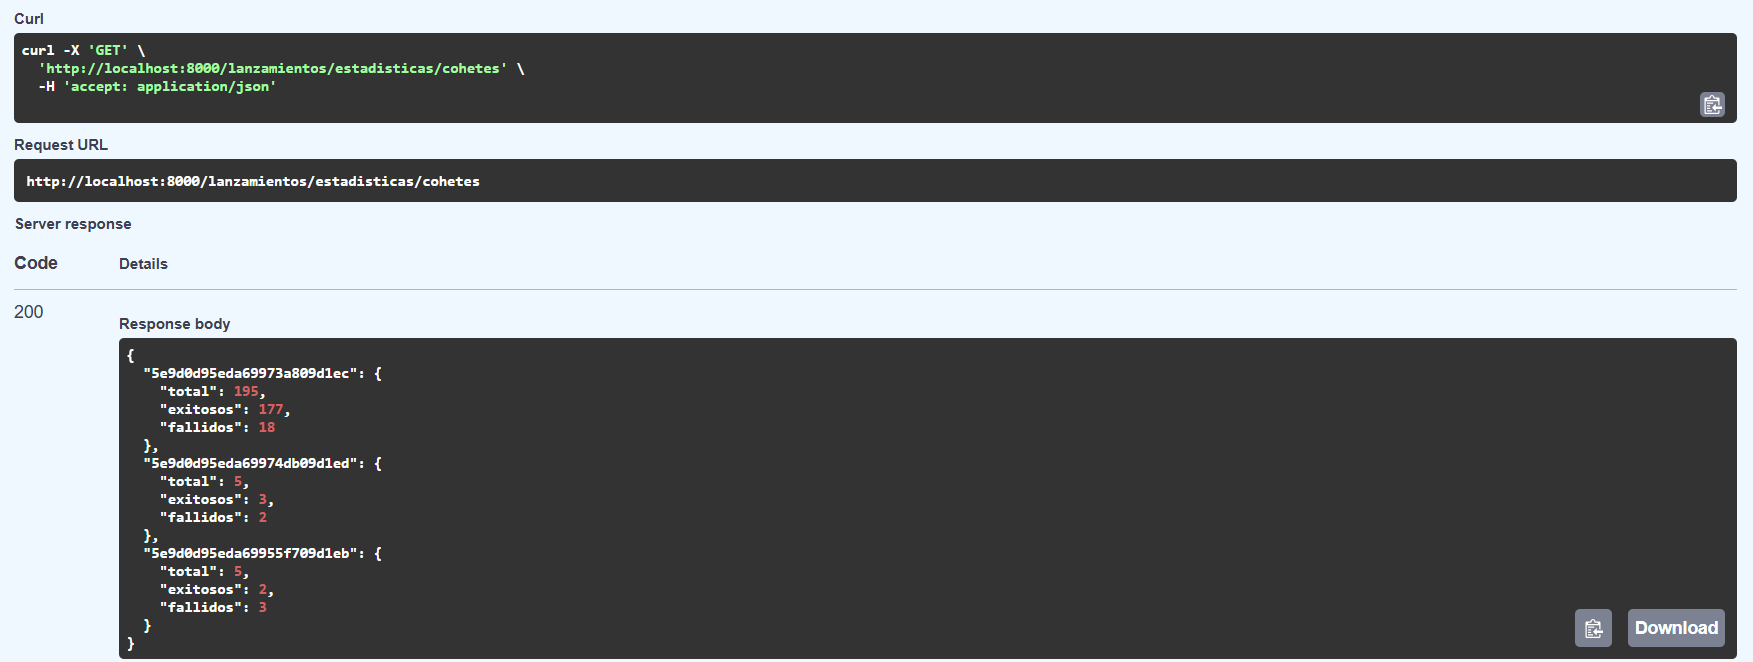 Curl
curl -X 'GET' \
  'http://localhost:8000/lanzamientos/estadisticas/cohetes' \
  -H 'accept: application/json'
Request URL
http://localhost:8000/lanzamientos/estadisticas/cohetes
Server response
Code Details
200
Response body
{
  "5e9d0d95eda69973a809d1ec": {
    "total": 195,
    "exitosos": 177,
    "fallidos": 18
  },
  "5e9d0d95eda69974db09d1ed": {
    "total": 5,
    "exitosos": 3,
    "fallidos": 2
  },
  "5e9d0d95eda69955f709d1eb": {
    "total": 5,
    "exitosos": 2,
    "fallidos": 3
  }
}
Download